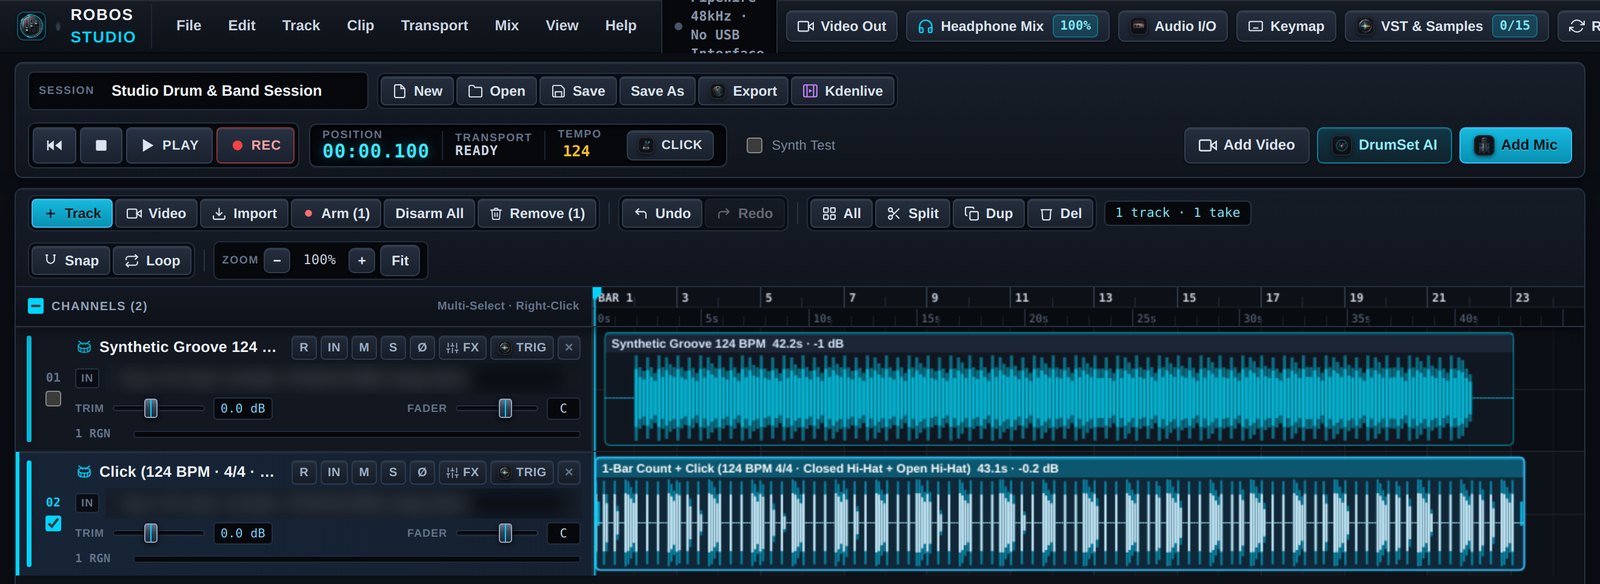 ROBOS
STUDIO
File Edit Track Clip Transport Mix View Help
48kHz ·
No USB
Interface
Video Out
Headphone Mix 100%
Audio I/O
Keymap
VST & Samples 0/15
SESSION Studio Drum & Band Session
New Open Save Save As Export Kdenlive
PLAY REC
POSITION
00:00.100
TRANSPORT
READY
TEMPO
124
CLICK
Synth Test
Add Video DrumSet AI Add Mic
+ Track Video Import Arm (1) Disarm All Remove (1) Undo Redo All Split Dup Del 1 track · 1 take
Snap Loop ZOOM − 100% + Fit
CHANNELS (2) Multi-Select · Right-Click
BAR 1 3 5 7 9 11 13 15 17 19 21 23
0s 5s 10s 15s 20s 25s 30s 35s 40s
Synthetic Groove 124 ... R IN M S Ø FX TRIG ×
01 IN
TRIM 0.0 dB FADER C
1 RGN
Synthetic Groove 124 BPM 42.2s · -1 dB
Click (124 BPM · 4/4 · ... R IN M S Ø FX TRIG ×
02 IN
TRIM 0.0 dB FADER C
1 RGN
1-Bar Count + Click (124 BPM 4/4 · Closed Hi-Hat + Open Hi-Hat) 43.1s · -0.2 dB